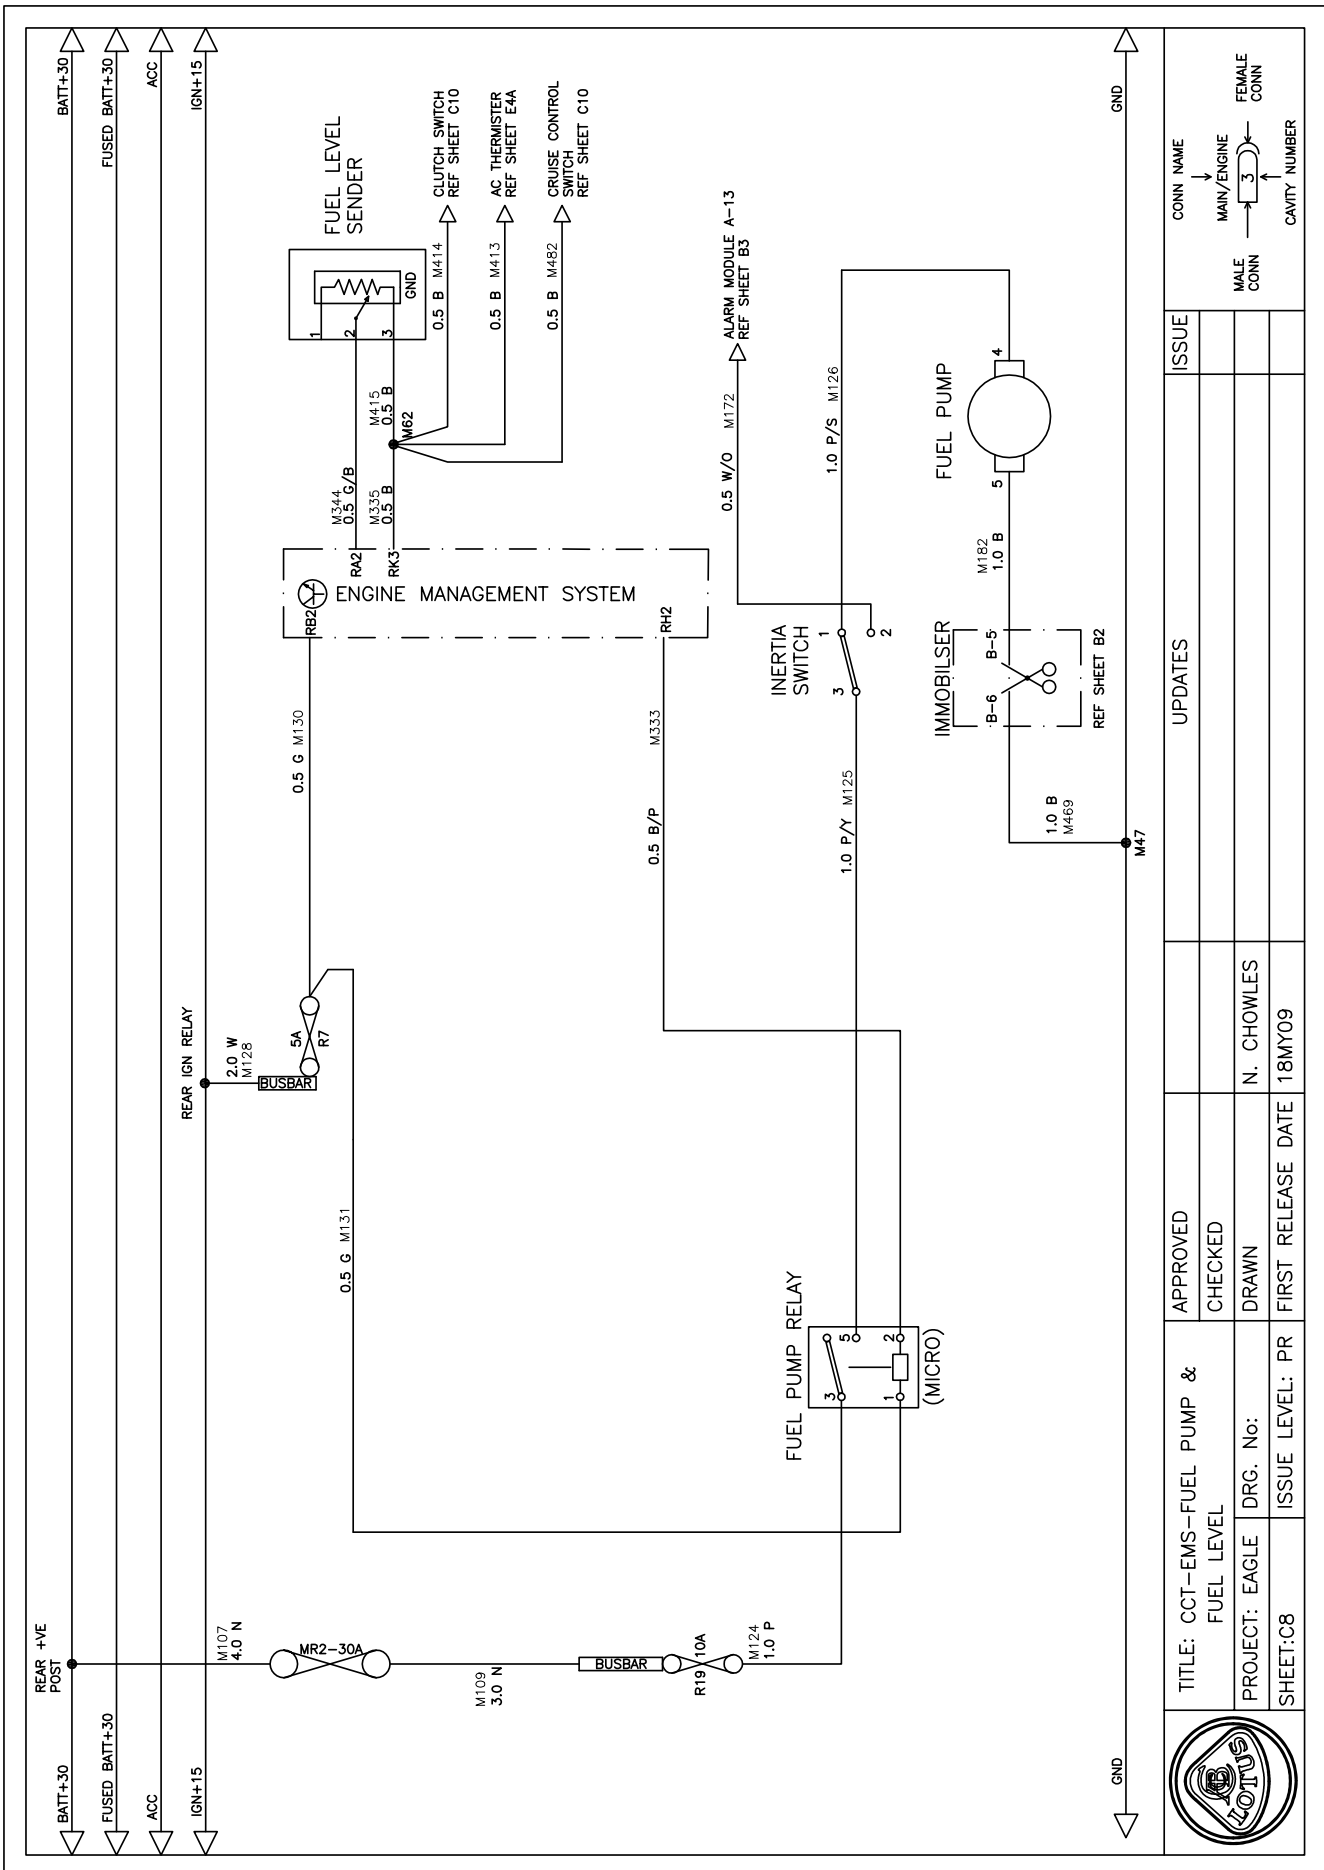 BATT+30
FUSED BATT+30
ACC
IGN+15
REAR +VE
POST
M107
4.0 N
MR2-30A
M109
3.0 N
BUSBAR
R19 10A
M124
1.0 P
REAR IGN RELAY
2.0 W
M128
BUSBAR
5A
R7
0.5 G M131
0.5 G M130
FUEL PUMP RELAY
3
5
1
2
(MICRO)
1.0 P/Y M125
0.5 B/P M333
RB2
ENGINE MANAGEMENT SYSTEM
RA2
RK3
RH2
M344
0.5 G/B
M335
0.5 B
M415
0.5 B
M62
FUEL LEVEL
SENDER
1
2
3
GND
0.5 B M414
CLUTCH SWITCH
REF SHEET C10
0.5 B M413
AC THERMISTER
REF SHEET E4A
0.5 B M482
CRUISE CONTROL
SWITCH
REF SHEET C10
INERTIA
SWITCH
3
1
2
0.5 W/O M172
ALARM MODULE A-13
REF SHEET B3
1.0 P/S M126
FUEL PUMP
5
4
M182
1.0 B
IMMOBILSER
B-6
B-5
REF SHEET B2
1.0 B
M469
M47
GND
BATT+30
FUSED BATT+30
ACC
IGN+15
GND
LOTUS
TITLE: CCT-EMS-FUEL PUMP &
FUEL LEVEL
PROJECT: EAGLE
DRG. No:
SHEET:C8
ISSUE LEVEL: PR
APPROVED
CHECKED
DRAWN
N. CHOWLES
FIRST RELEASE DATE
18MY09
UPDATES
ISSUE
CONN NAME
MAIN/ENGINE
MALE
CONN
3
FEMALE
CONN
CAVITY NUMBER